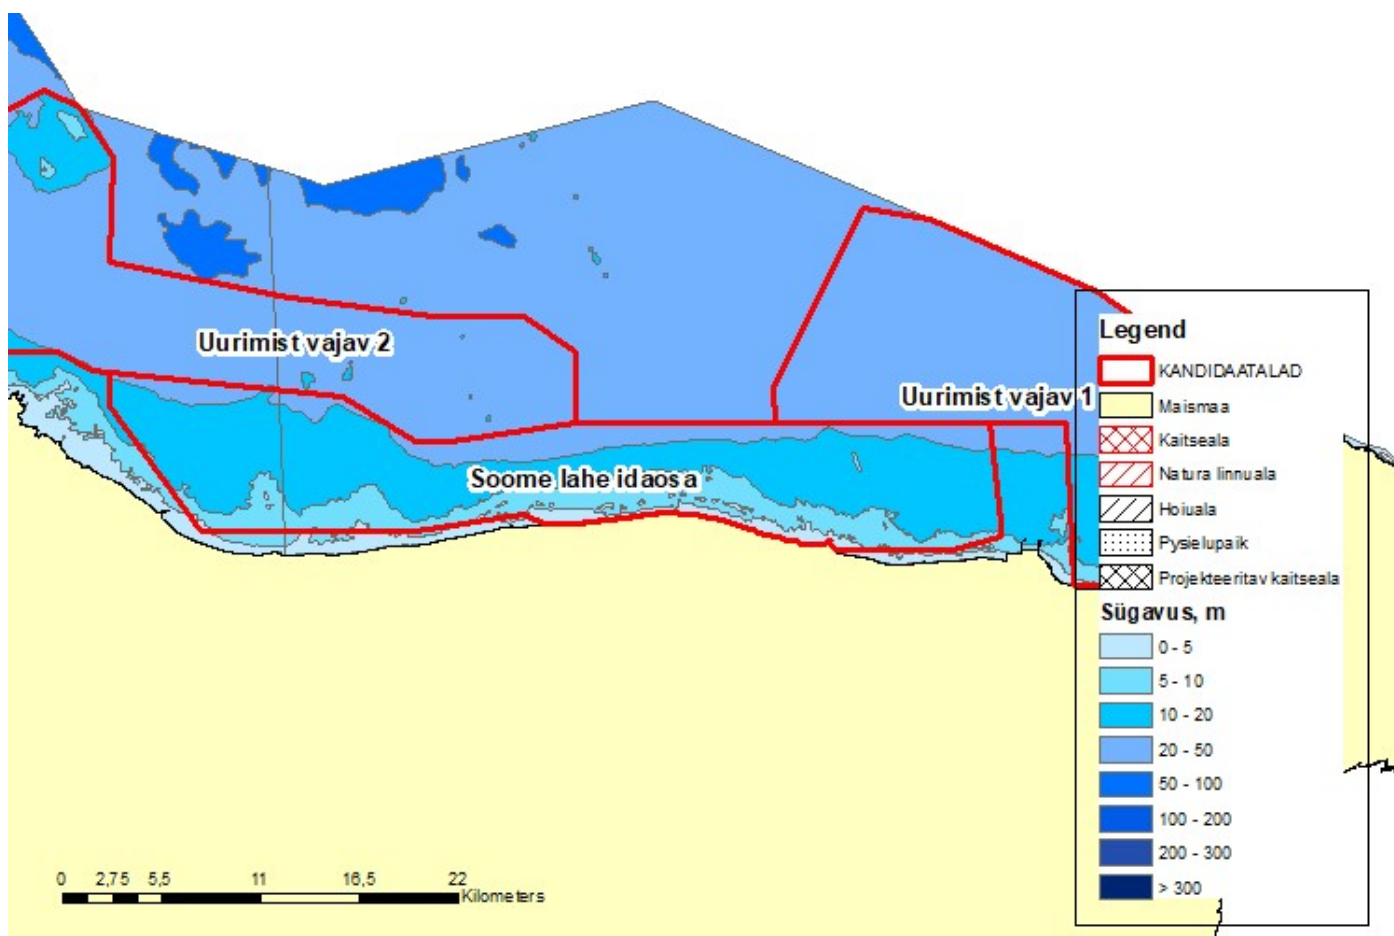 Uurimist vajav 2
Uurimist vajav 1
Soome lahe idaosa
Legend
KANDIDAATALAD
Maismaa
Kaitseala
Natura linnuala
Hoiuala
Pysielupaik
Projekteeritav kaitseala
Sügavus, m
0 - 5
5 - 10
10 - 20
20 - 50
50 - 100
100 - 200
200 - 300
> 300
0 2,75 5,5 11 16,5 22
Kilometers